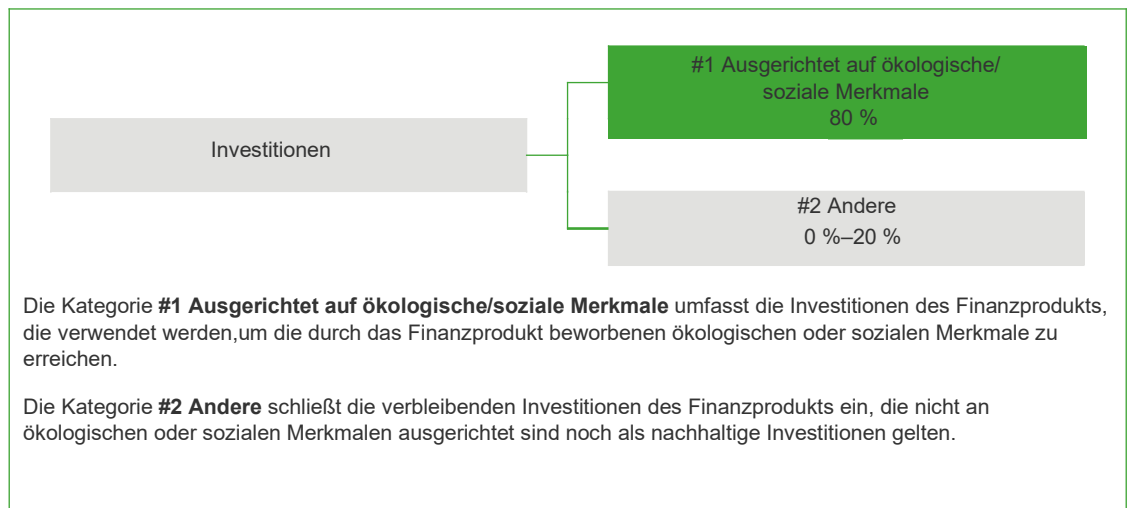 #1 Ausgerichtet auf ökologische/
soziale Merkmale
80 %
Investitionen
#2 Andere
0 %–20 %
Die Kategorie #1 Ausgerichtet auf ökologische/soziale Merkmale umfasst die Investitionen des Finanzprodukts,
die verwendet werden,um die durch das Finanzprodukt beworbenen ökologischen oder sozialen Merkmale zu
erreichen.
Die Kategorie #2 Andere schließt die verbleibenden Investitionen des Finanzprodukts ein, die nicht an
ökologischen oder sozialen Merkmalen ausgerichtet sind noch als nachhaltige Investitionen gelten.